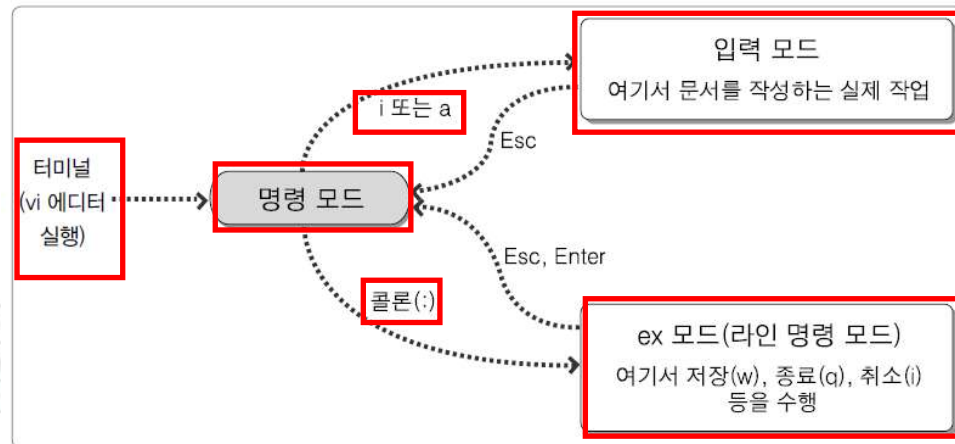 입력 모드
여기서 문서를 작성하는 실제 작업
i 또는 a
Esc
터미널
(vi 에디터
실행)
명령 모드
Esc, Enter
콜론(:)
ex 모드(라인 명령 모드)
여기서 저장(w), 종료(q), 취소(i)
등을 수행